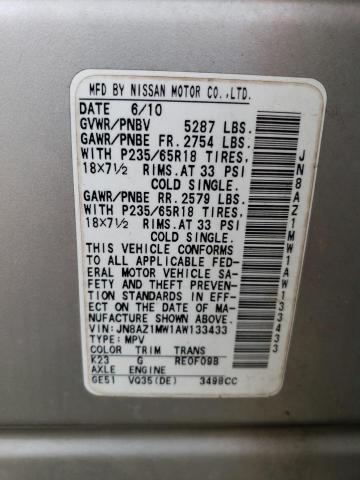 MFD BY NISSAN MOTOR CO.,LTD.
DATE 6/10
GVWR/PNBV 5287 LBS.
GAWR/PNBE FR. 2754 LBS.
WITH P235/65R18 TIRES,
18X7½ RIMS. AT 33 PSI
COLD SINGLE.
GAWR/PNBE RR. 2579 LBS.
WITH P235/65R18 TIRES,
18X7½ RIMS. AT 33 PSI
COLD SINGLE.
THIS VEHICLE CONFORMS
TO ALL APPLICABLE FED-
ERAL MOTOR VEHICLE SA-
FETY AND THEFT PREVEN-
TION STANDARDS IN EFF-
ECT ON THE DATE OF MA-
NUFACTURE SHOWN ABOVE.
VIN: JN8AZ1MW1AW133433
TYPE: MPV
COLOR TRIM TRANS
K23 G RE0F09B
AXLE ENGINE
GE51 VQ35(DE) 3498CC
JN8AZ1MW1AW133433